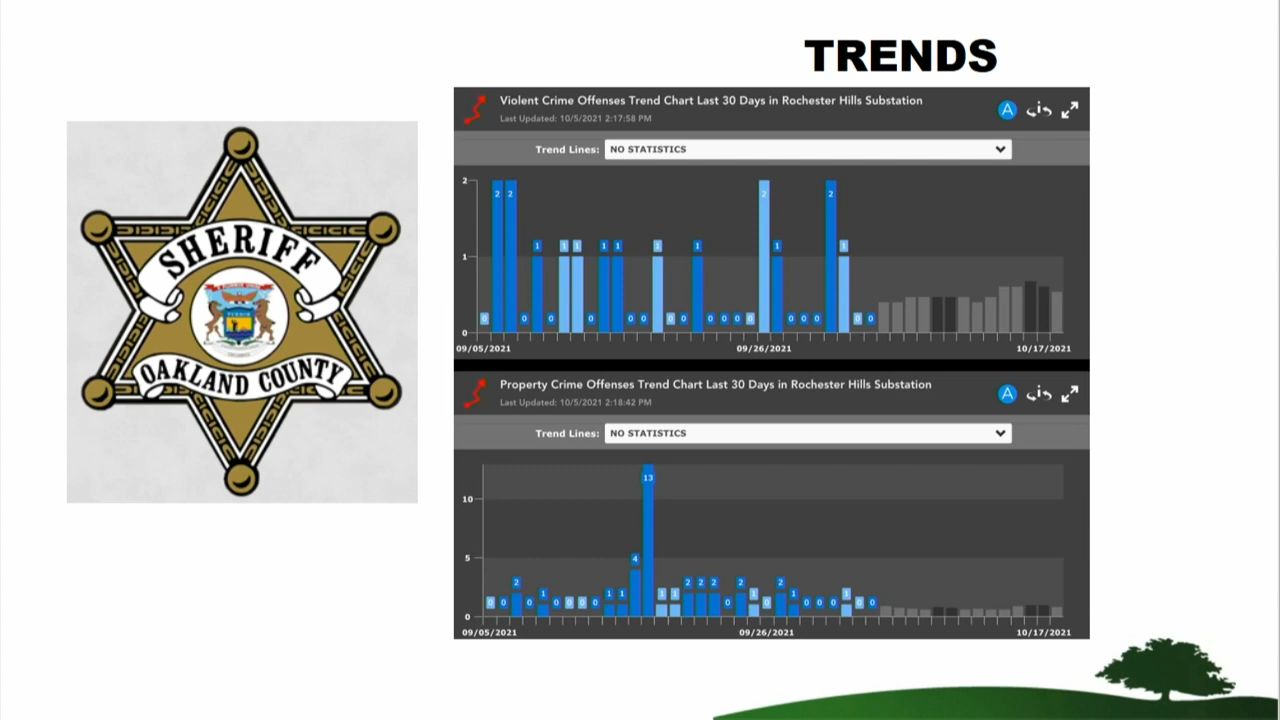 TRENDS
SHERIFF
OAKLAND COUNTY
Violent Crime Offenses Trend Chart Last 30 Days in Rochester Hills Substation
Last Updated: 10/5/2021 2:17:58 PM
A
Trend Lines: NO STATISTICS
2
1
0
0 2 2 0 1 0 1 1 0 1 1 0 0 1 0 0 1 0 0 0 0 2 1 0 0 0 2 1 0 0
09/05/2021 09/26/2021 10/17/2021
Property Crime Offenses Trend Chart Last 30 Days in Rochester Hills Substation
Last Updated: 10/5/2021 2:18:42 PM
A
Trend Lines: NO STATISTICS
10
5
0
0 0 2 0 1 0 0 0 0 1 1 4 13 1 1 2 2 2 0 2 1 0 2 1 0 0 0 1 0 0
09/05/2021 09/26/2021 10/17/2021